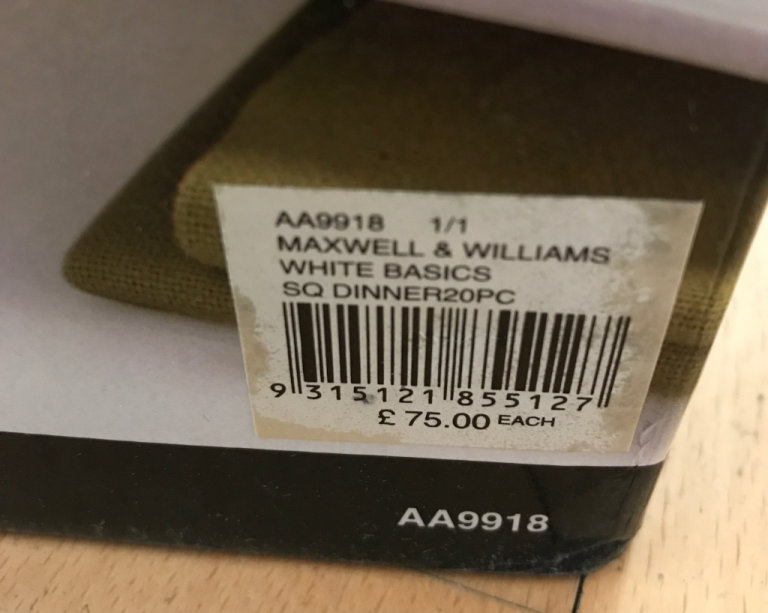 AA9918 1/1
MAXWELL & WILLIAMS
WHITE BASICS
SQ DINNER20PC
9 315121 855127
£ 75.00 EACH
AA9918